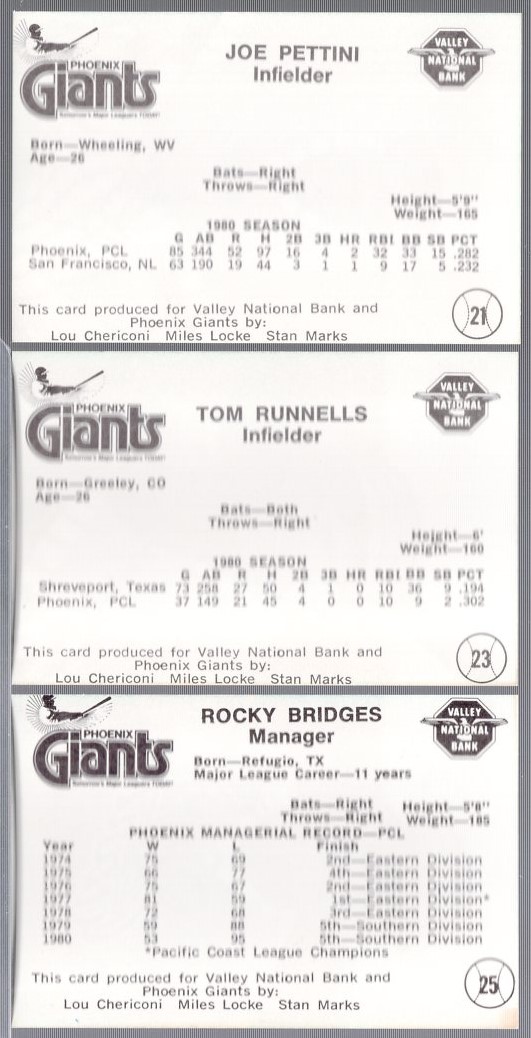 PHOENIX
Giants
Tomorrow's Major Leaguers TODAY!
JOE PETTINI
Infielder
VALLEY
NATIONAL
BANK
Born—Wheeling, WV
Age—26
Bats—Right
Throws—Right
Height—5'9"
Weight—165
1980 SEASON
G AB R H 2B 3B HR RBI BB SB PCT
Phoenix, PCL 85 344 52 97 16 4 2 32 33 15 .282
San Francisco, NL 63 190 19 44 3 1 1 9 17 5 .232
This card produced for Valley National Bank and
Phoenix Giants by:
Lou Chericoni Miles Locke Stan Marks
21
PHOENIX
Giants
Tomorrow's Major Leaguers TODAY!
TOM RUNNELLS
Infielder
VALLEY
NATIONAL
BANK
Born—Greeley, CO
Age—26
Bats—Both
Throws—Right
Height—6'
Weight—160
1980 SEASON
G AB R H 2B 3B HR RBI BB SB PCT
Shreveport, Texas 73 258 27 50 4 1 0 10 36 9 .194
Phoenix, PCL 37 149 21 45 4 0 0 10 9 2 .302
This card produced for Valley National Bank and
Phoenix Giants by:
Lou Chericoni Miles Locke Stan Marks
23
PHOENIX
Giants
Tomorrow's Major Leaguers TODAY!
ROCKY BRIDGES
Manager
VALLEY
NATIONAL
BANK
Born—Refugio, TX
Major League Career—11 years
Bats—Right
Throws—Right
Height—5'8"
Weight—185
PHOENIX MANAGERIAL RECORD—PCL
Year W L Finish
1974 75 69 2nd—Eastern Division
1975 66 77 4th—Eastern Division
1976 75 67 2nd—Eastern Division
1977 81 59 1st—Eastern Division*
1978 72 68 3rd—Eastern Division
1979 59 88 5th—Southern Division
1980 53 95 5th—Southern Division
*Pacific Coast League Champions
This card produced for Valley National Bank and
Phoenix Giants by:
Lou Chericoni Miles Locke Stan Marks
25